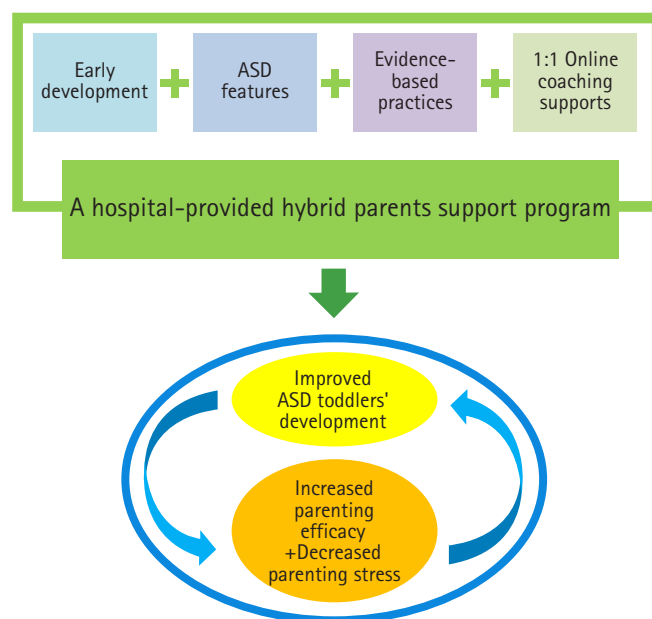 Early
development
+
ASD
features
+
Evidence-
based
practices
+
1:1 Online
coaching
supports
A hospital-provided hybrid parents support program
Improved
ASD toddlers'
development
Increased
parenting
efficacy
+Decreased
parenting stress